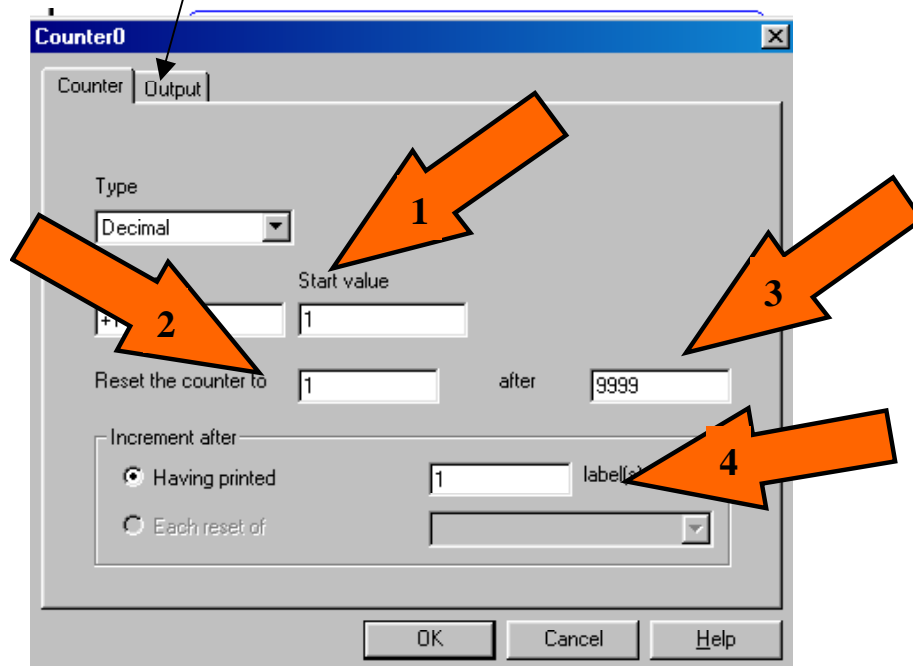 Counter0
Counter Output
Type
1
Decimal
Start value
3
2
1
Reset the counter to 1 after 9999
Increment after
4
Having printed 1
Each reset of
OK Cancel Help